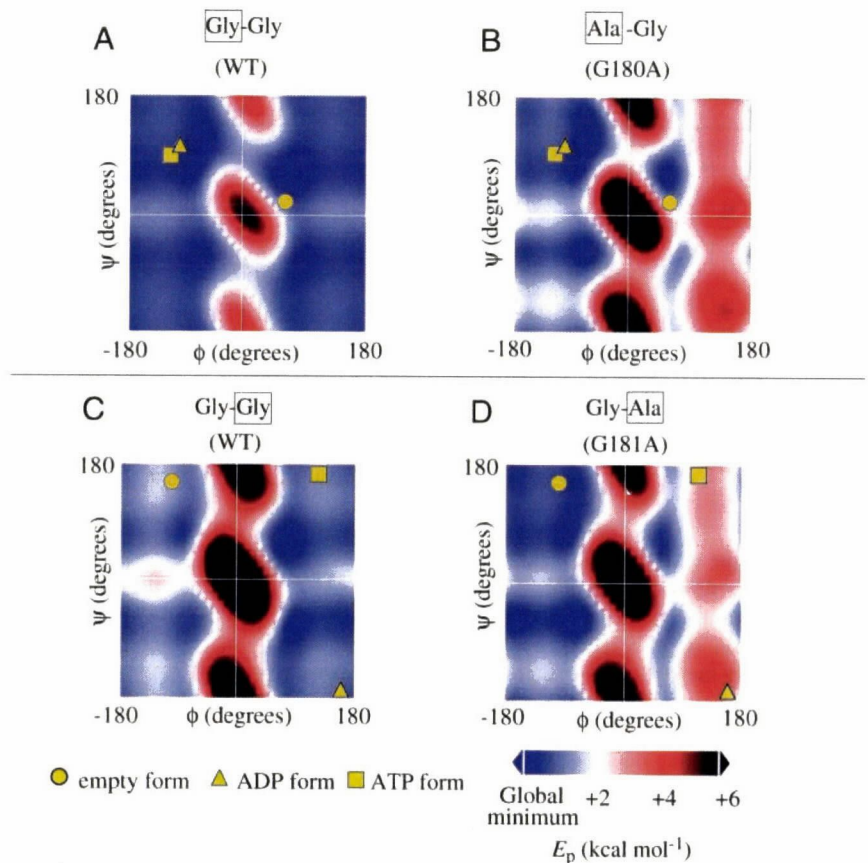 A Gly-Gly B Ala-Gly
(WT) (G180A)
180 180
ψ (degrees) ψ (degrees)
-180 ϕ (degrees) 180 -180 ϕ (degrees) 180
C Gly-Gly D Gly-Ala
(WT) (G181A)
180 180
ψ (degrees) ψ (degrees)
-180 ϕ (degrees) 180 -180 ϕ (degrees) 180
empty form ADP form ATP form
Global minimum +2 +4 +6
Ep (kcal mol⁻¹)